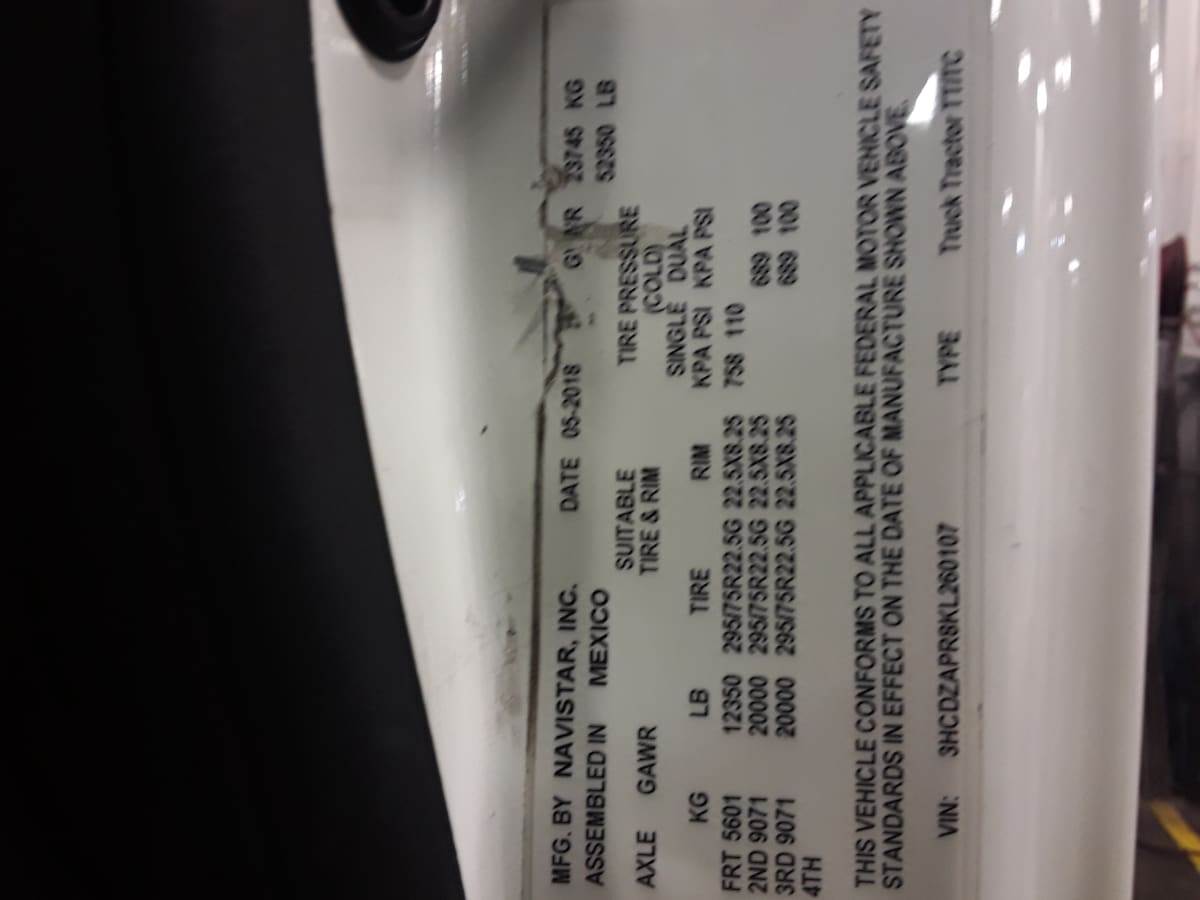 MFG. BY NAVISTAR, INC. DATE 05-2018 GVWR 23745 KG
ASSEMBLED IN MEXICO 52350 LB
SUITABLE TIRE PRESSURE
AXLE GAWR TIRE & RIM (COLD)
SINGLE DUAL
KG LB TIRE RIM KPA PSI KPA PSI
FRT 5601 12350 295/75R22.5G 22.5X8.25 758 110
2ND 9071 20000 295/75R22.5G 22.5X8.25 689 100
3RD 9071 20000 295/75R22.5G 22.5X8.25 689 100
4TH
THIS VEHICLE CONFORMS TO ALL APPLICABLE FEDERAL MOTOR VEHICLE SAFETY
STANDARDS IN EFFECT ON THE DATE OF MANUFACTURE SHOWN ABOVE.
VIN: 3HCDZAPR8KL260107 TYPE Truck Tractor TT/TC